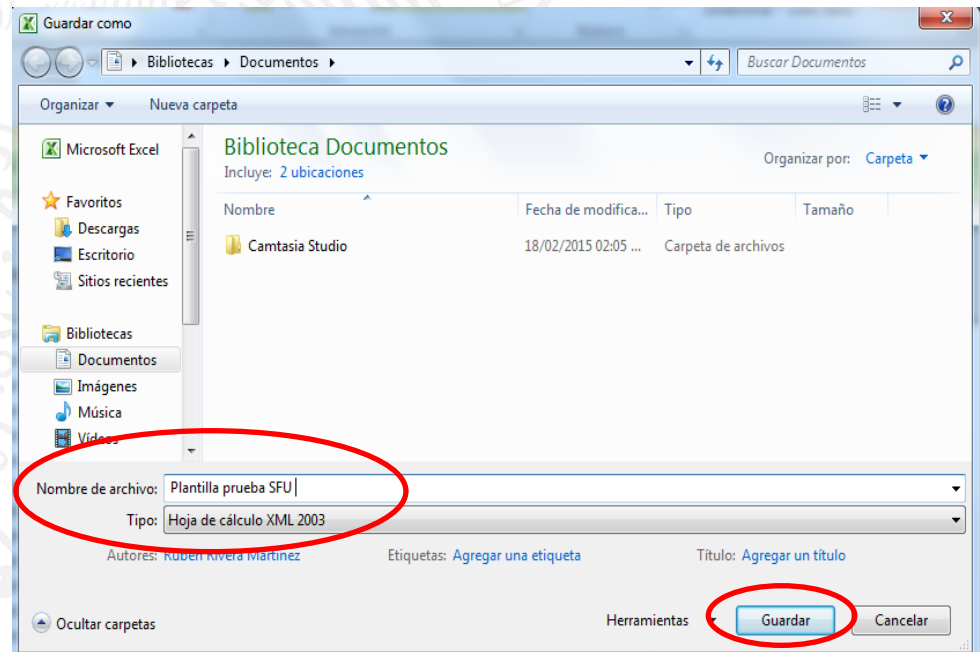 Guardar como
Bibliotecas ▸ Documentos ▸
Buscar Documentos
Organizar
Nueva carpeta
Microsoft Excel
Favoritos
Descargas
Escritorio
Sitios recientes
Bibliotecas
Documentos
Imágenes
Música
Vídeos
Biblioteca Documentos
Incluye: 2 ubicaciones
Organizar por: Carpeta
Nombre Fecha de modifica... Tipo Tamaño
Camtasia Studio 18/02/2015 02:05 ... Carpeta de archivos
Nombre de archivo: Plantilla prueba SFU
Tipo: Hoja de cálculo XML 2003
Autores: Rubén Rivera Martínez Etiquetas: Agregar una etiqueta Título: Agregar un título
Ocultar carpetas
Herramientas Guardar Cancelar